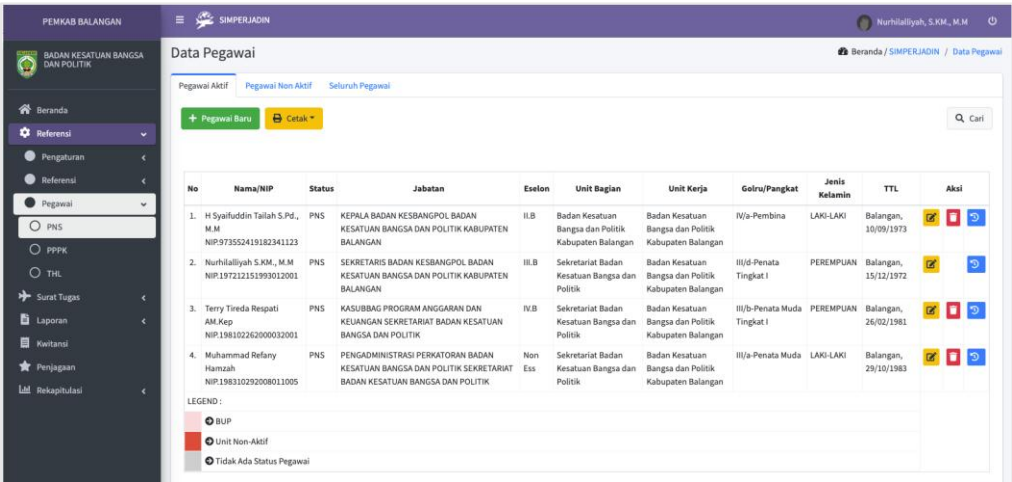 PEMKAB BALANGAN
SIMPERJADIN
Nurhilalliyah, S.KM., M.M
BADAN KESATUAN BANGSA
DAN POLITIK
Data Pegawai
Beranda / SIMPERJADIN / Data Pegawai
Pegawai Aktif
Pegawai Non Aktif
Seluruh Pegawai
Pegawai Baru
Cetak
Cari
Beranda
Referensi
Pengaturan
Referensi
Pegawai
PNS
PPPK
THL
Surat Tugas
Laporan
Kwitansi
Penjagaan
Rekapitulasi
No Nama/NIP Status Jabatan Eselon Unit Bagian Unit Kerja Golru/Pangkat Jenis Kelamin TTL Aksi
1. H Syaifuddin Tailah S.Pd., PNS KEPALA BADAN KESBANGPOL BADAN II.B Badan Kesatuan Badan Kesatuan IV/a-Pembina LAKI-LAKI Balangan,
M.M KESATUAN BANGSA DAN POLITIK KABUPATEN Bangsa dan Politik Bangsa dan Politik 10/09/1973
NIP.973552419182341123 BALANGAN Kabupaten Balangan Kabupaten Balangan
2. Nurhilalliyah S.KM., M.M PNS SEKRETARIS BADAN KESBANGPOL BADAN III.B Sekretariat Badan Badan Kesatuan III/d-Penata PEREMPUAN Balangan,
NIP.197212151993012001 KESATUAN BANGSA DAN POLITIK KABUPATEN Kesatuan Bangsa dan Bangsa dan Politik Tingkat I 15/12/1972
BALANGAN Politik Kabupaten Balangan
3. Terry Tireda Respati PNS KASUBBAG PROGRAM ANGGARAN DAN IV.B Sekretariat Badan Badan Kesatuan III/b-Penata Muda PEREMPUAN Balangan,
AM.Kep KEUANGAN SEKRETARIAT BADAN KESATUAN Kesatuan Bangsa dan Bangsa dan Politik Tingkat I 26/02/1981
NIP.198102262000032001 BANGSA DAN POLITIK Politik Kabupaten Balangan
4. Muhammad Refany PNS PENGADMINISTRASI PERKATORAN BADAN Non Sekretariat Badan Badan Kesatuan III/a-Penata Muda LAKI-LAKI Balangan,
Hamzah KESATUAN BANGSA DAN POLITIK SEKRETARIAT Ess Kesatuan Bangsa dan Bangsa dan Politik 29/10/1983
NIP.198310292008011005 BADAN KESATUAN BANGSA DAN POLITIK Politik Kabupaten Balangan
LEGEND :
BUP
Unit Non-Aktif
Tidak Ada Status Pegawai